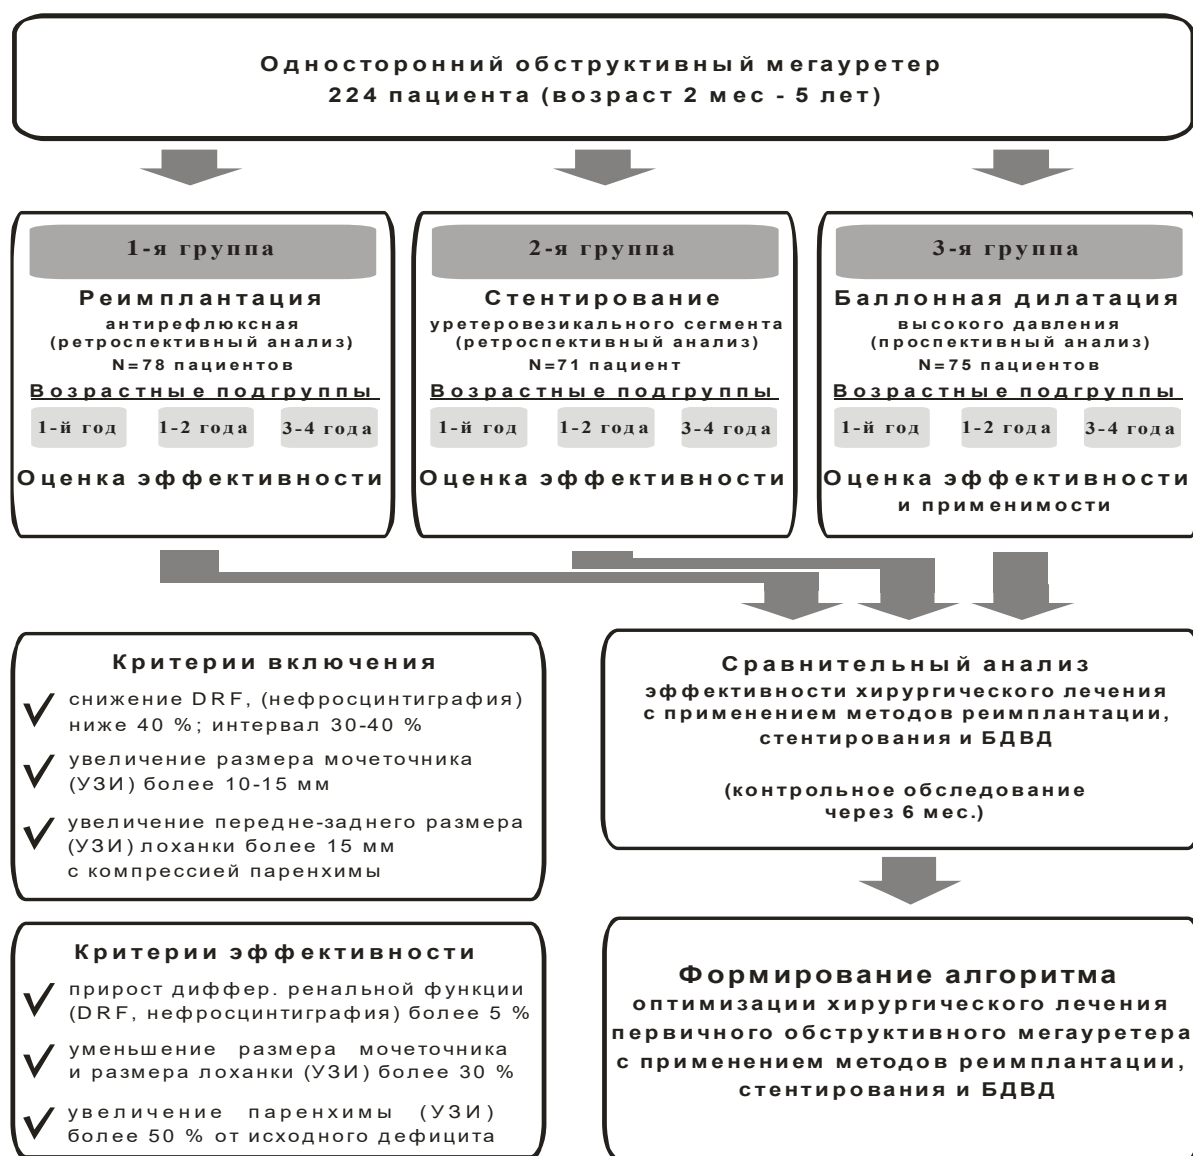 Односторонний обструктивный мегауретер
224 пациента (возраст 2 мес - 5 лет)
1-я группа
Реимплантация
антирефлюксная
(ретроспективный анализ)
N=78 пациентов
Возрастные подгруппы
1-й год 1-2 года 3-4 года
Оценка эффективности
2-я группа
Стентирование
уретеровезикального сегмента
(ретроспективный анализ)
N=71 пациент
Возрастные подгруппы
1-й год 1-2 года 3-4 года
Оценка эффективности
3-я группа
Баллонная дилатация
высокого давления
(проспективный анализ)
N=75 пациентов
Возрастные подгруппы
1-й год 1-2 года 3-4 года
Оценка эффективности
и применимости
Критерии включения
снижение DRF, (нефросцинтиграфия)
ниже 40 %; интервал 30-40 %
увеличение размера мочеточника
(УЗИ) более 10-15 мм
увеличение передне-заднего размера
(УЗИ) лоханки более 15 мм
с компрессией паренхимы
Критерии эффективности
прирост диффер. ренальной функции
(DRF, нефросцинтиграфия) более 5 %
уменьшение размера мочеточника
и размера лоханки (УЗИ) более 30 %
увеличение паренхимы (УЗИ)
более 50 % от исходного дефицита
Сравнительный анализ
эффективности хирургического лечения
с применением методов реимплантации,
стентирования и БДВД
(контрольное обследование
через 6 мес.)
Формирование алгоритма
оптимизации хирургического лечения
первичного обструктивного мегауретера
с применением методов реимплантации,
стентирования и БДВД